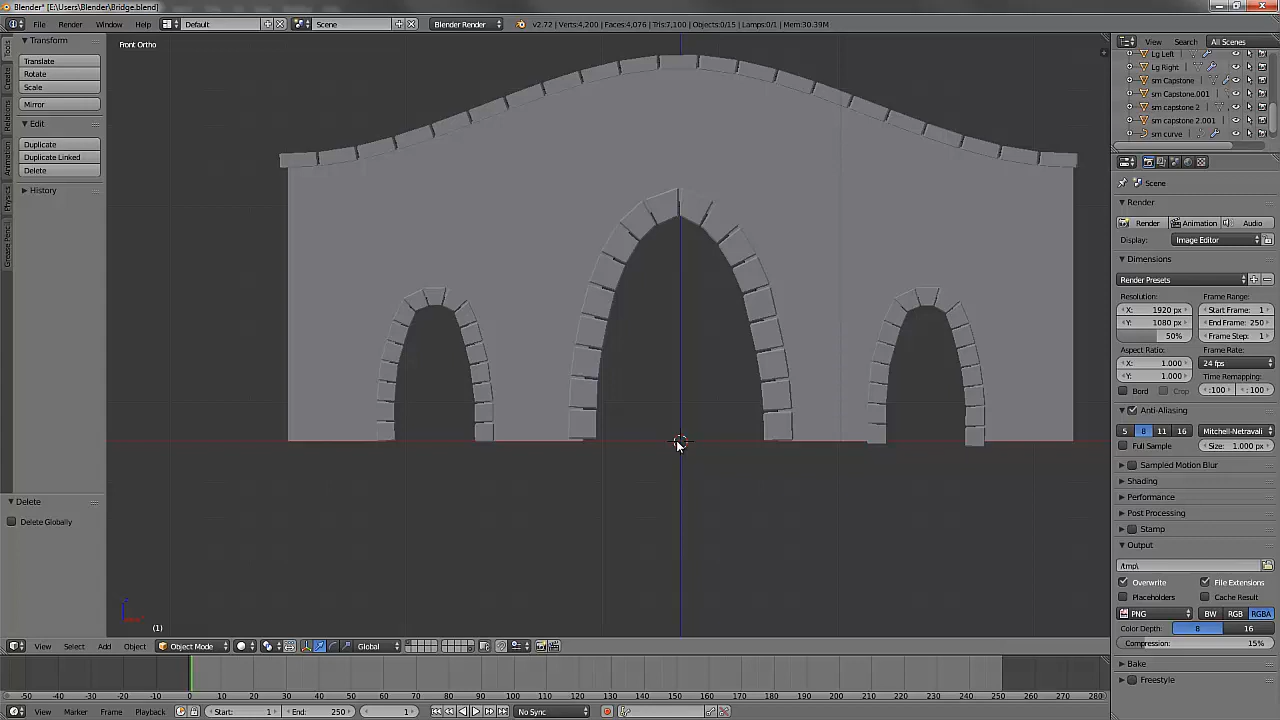 Blender* [E:\Users\Blender\Bridge.blend]
File Render Window Help Default Scene Blender Render v2.72 | Verts:4,200 | Faces:4,076 | Tris:7,100 | Objects:0/15 | Lamps:0/1 | Mem:30.39M
Tools
Create
Relations
Animation
Physics
Grease Pencil
Transform
Translate
Rotate
Scale
Mirror
Edit
Duplicate
Duplicate Linked
Delete
History
Delete
Delete Globally
Front Ortho
(1)
View Search All Scenes
Lg Left
Lg Right
sm Capstone
sm Capstone.001
sm capstone 2
sm capstone 2.001
sm curve
Scene
Render
Render Animation Audio
Display: Image Editor
Dimensions
Render Presets
Resolution: Frame Range:
X: 1920 px Start Frame: 1
Y: 1080 px End Frame: 250
50% Frame Step: 1
Aspect Ratio: Frame Rate:
X: 1.000 24 fps
Y: 1.000 Time Remapping:
Bord Crop :100 : 100
Anti-Aliasing
5 8 11 16 Mitchell-Netravali
Full Sample Size: 1.000 px
Sampled Motion Blur
Shading
Performance
Post Processing
Stamp
Output
/tmp\
Overwrite File Extensions
Placeholders Cache Result
PNG BW RGB RGBA
Color Depth: 8 16
Compression: 15%
Bake
Freestyle
View Select Add Object Object Mode Global
-50 -40 -30 -20 -10 0 10 20 30 40 50 60 70 80 90 100 110 120 130 140 150 160 170 180 190 200 210 220 230 240 250 260 270 280
View Marker Frame Playback Start: 1 End: 250 1 No Sync